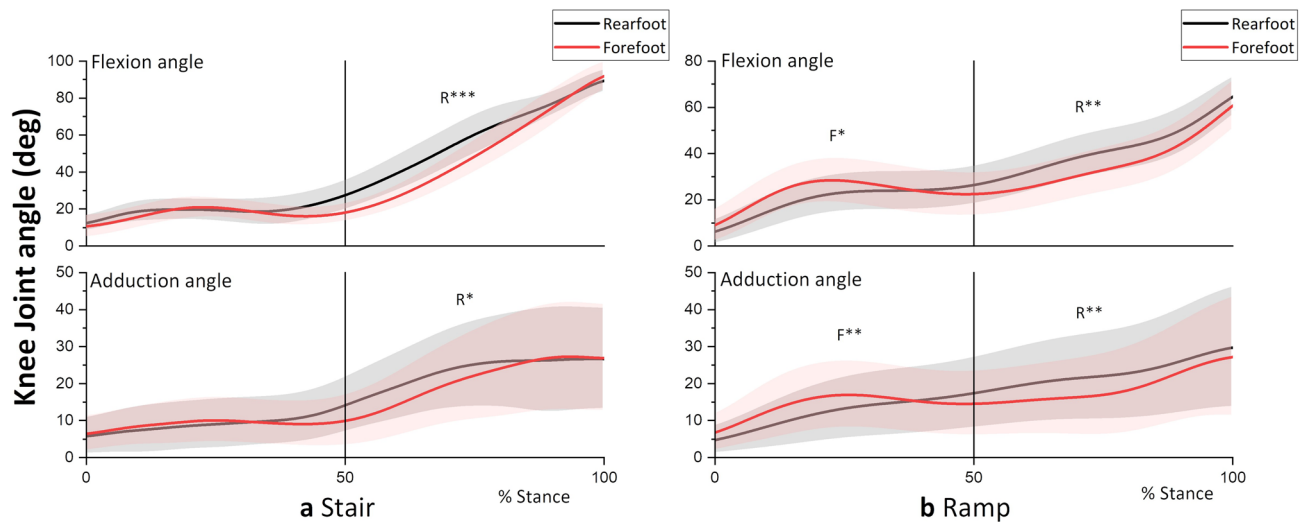 Rearfoot
Forefoot
Rearfoot
Forefoot
Knee Joint angle (deg)
Flexion angle
100
80
60
40
20
0
R***
Flexion angle
80
60
40
20
0
F*
R**
Adduction angle
50
40
30
20
10
0
R*
0
50
100
% Stance
a Stair
Adduction angle
50
40
30
20
10
0
F**
R**
0
50
100
% Stance
b Ramp